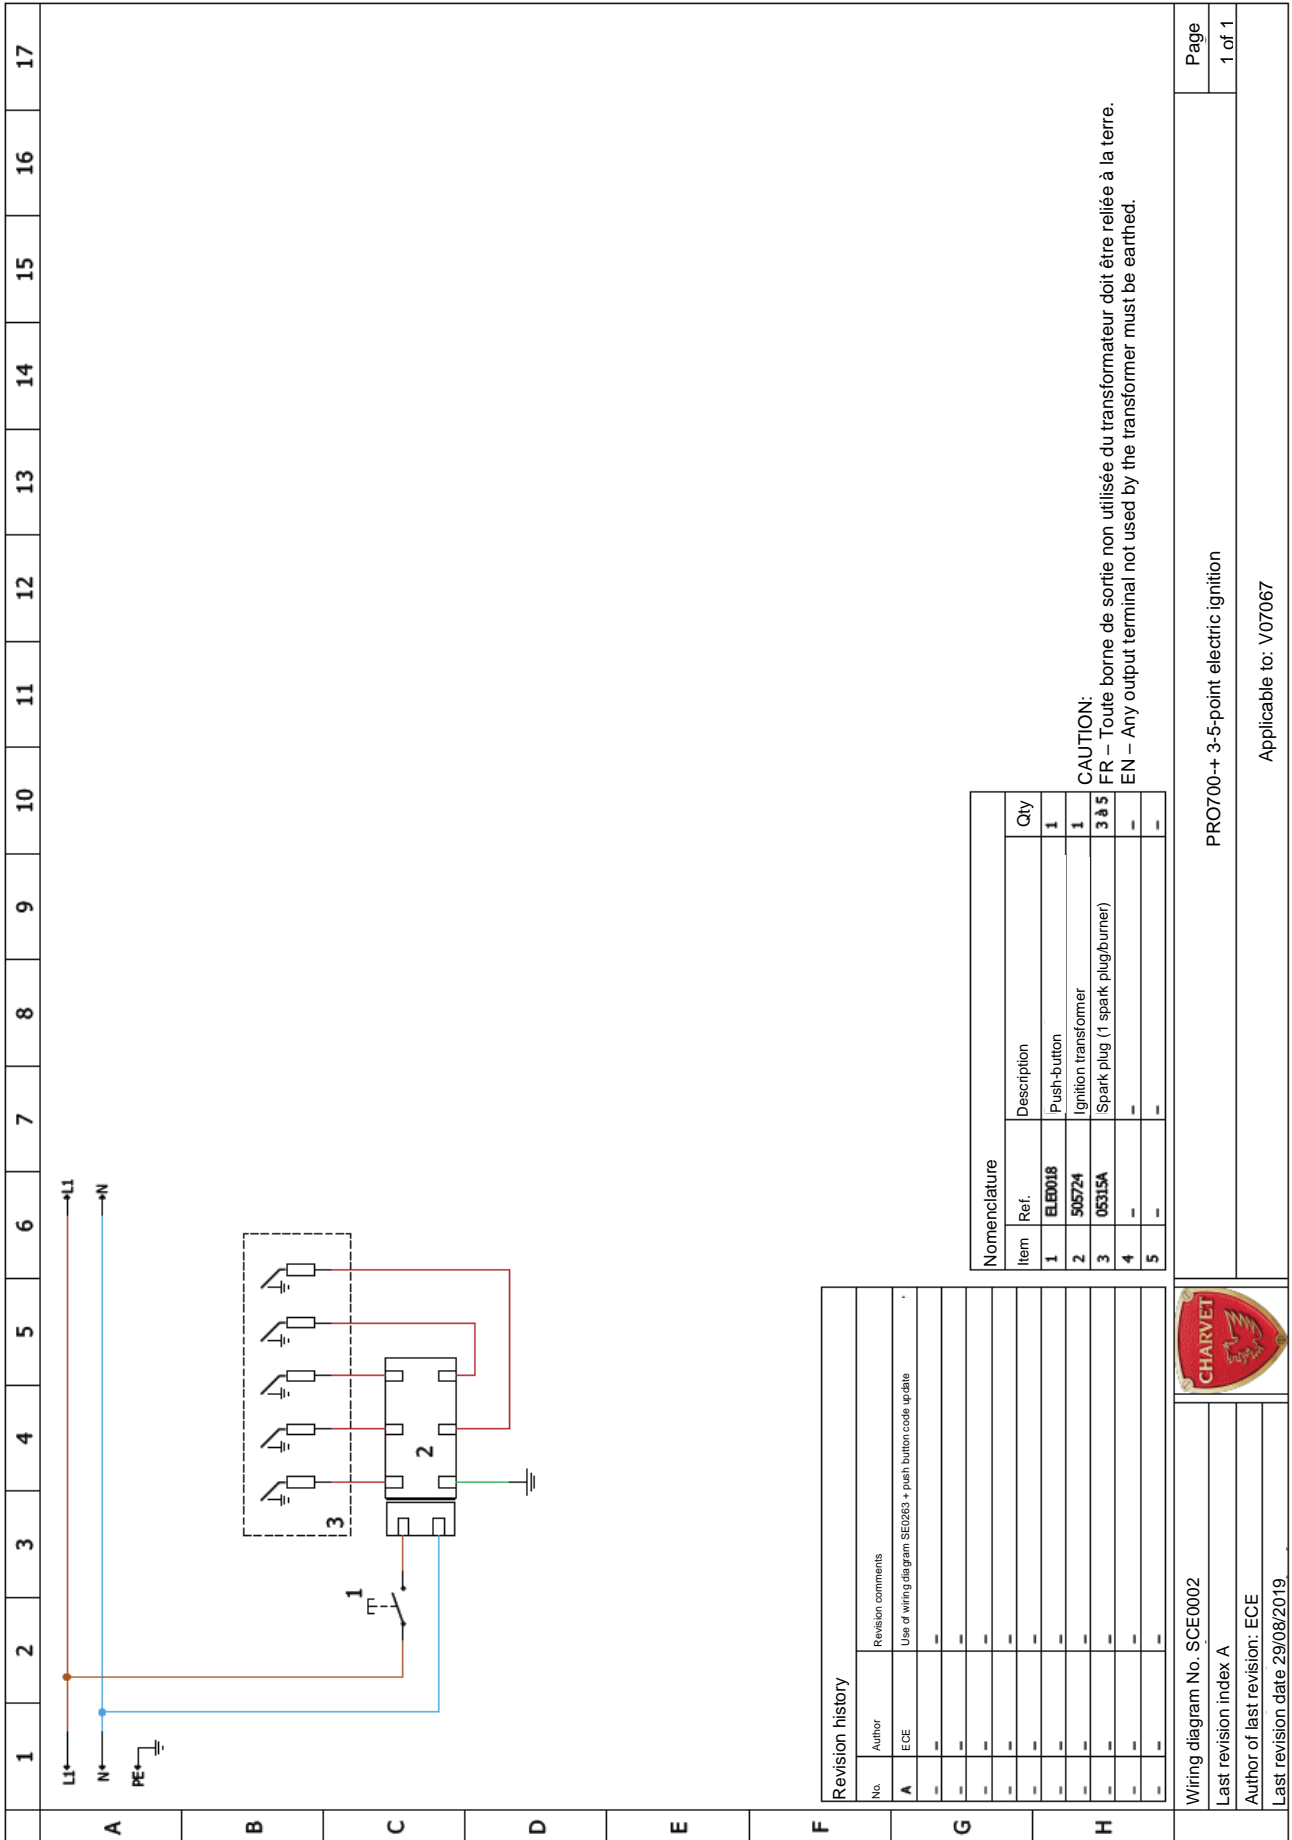 1 2 3 4 5 6 7 8 9 10 11 12 13 14 15 16 17
A
B
C
D
E
F
G
H
L1
N
PE
L1
N
1
2
3
Revision history
No. Author Revision comments
A ECE Use of wiring diagram SE0263 + push button code update
– – –
– – –
– – –
– – –
– – –
– – –
– – –
– – –
– – –
Nomenclature
Item Ref. Description Qty
1 ELE0018 Push-button 1
2 505724 Ignition transformer 1
3 05315A Spark plug (1 spark plug/burner) 3 à 5
4 – – –
5 – – –
CAUTION:
FR – Toute borne de sortie non utilisée du transformateur doit être reliée à la terre.
EN – Any output terminal not used by the transformer must be earthed.
Wiring diagram No. SCE0002
Last revision index A
Author of last revision: ECE
Last revision date 29/08/2019
CHARVET
PRO700-+ 3-5-point electric ignition
Applicable to: V07067
Page
1 of 1